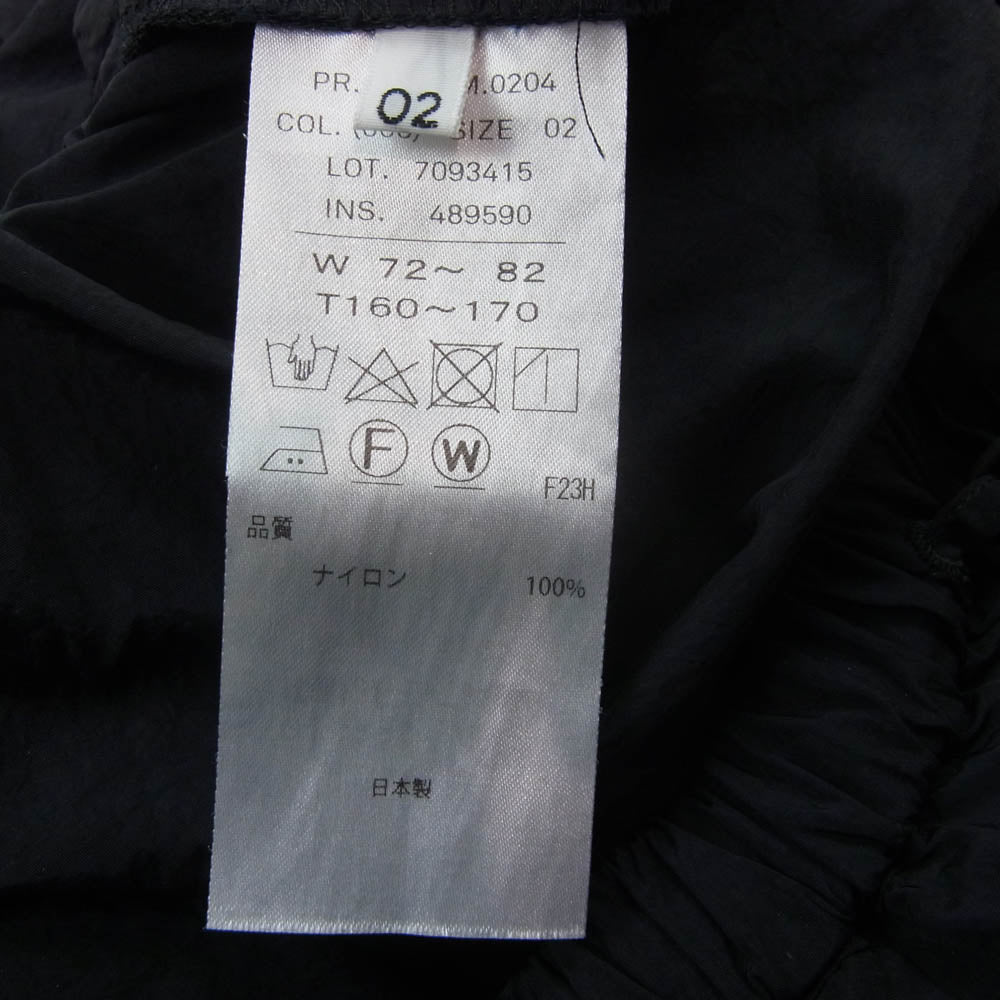 PR. M.0204
02
COL. SIZE 02
LOT. 7093415
INS. 489590
W 72～ 82
T160～170
F W
F23H
品質
ナイロン 100%
日本製